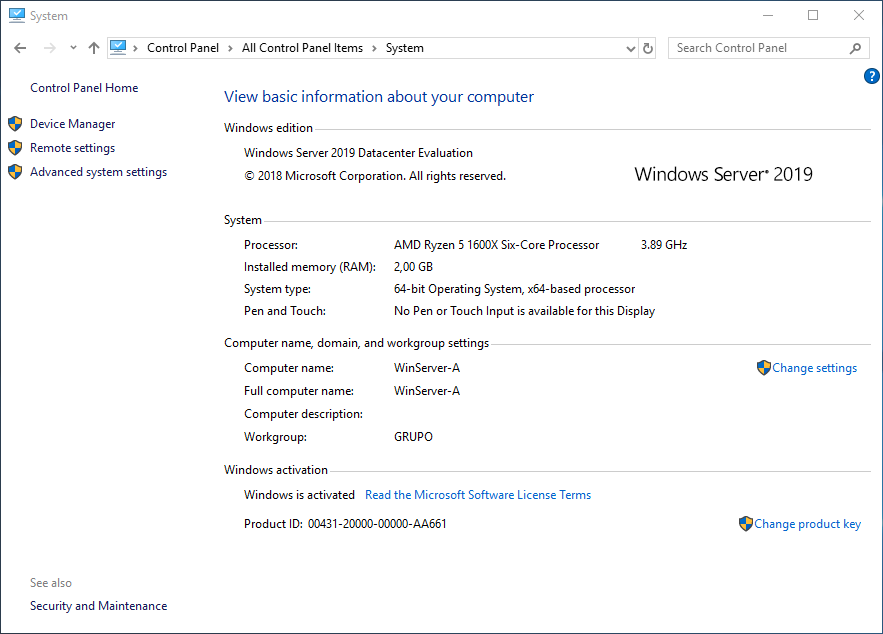 System
Control Panel > All Control Panel Items > System
Search Control Panel
?
Control Panel Home
Device Manager
Remote settings
Advanced system settings
View basic information about your computer
Windows edition
Windows Server 2019 Datacenter Evaluation
© 2018 Microsoft Corporation. All rights reserved.
Windows Server® 2019
System
Processor: AMD Ryzen 5 1600X Six-Core Processor 3.89 GHz
Installed memory (RAM): 2,00 GB
System type: 64-bit Operating System, x64-based processor
Pen and Touch: No Pen or Touch Input is available for this Display
Computer name, domain, and workgroup settings
Computer name: WinServer-A
Change settings
Full computer name: WinServer-A
Computer description:
Workgroup: GRUPO
Windows activation
Windows is activated Read the Microsoft Software License Terms
Product ID: 00431-20000-00000-AA661
Change product key
See also
Security and Maintenance